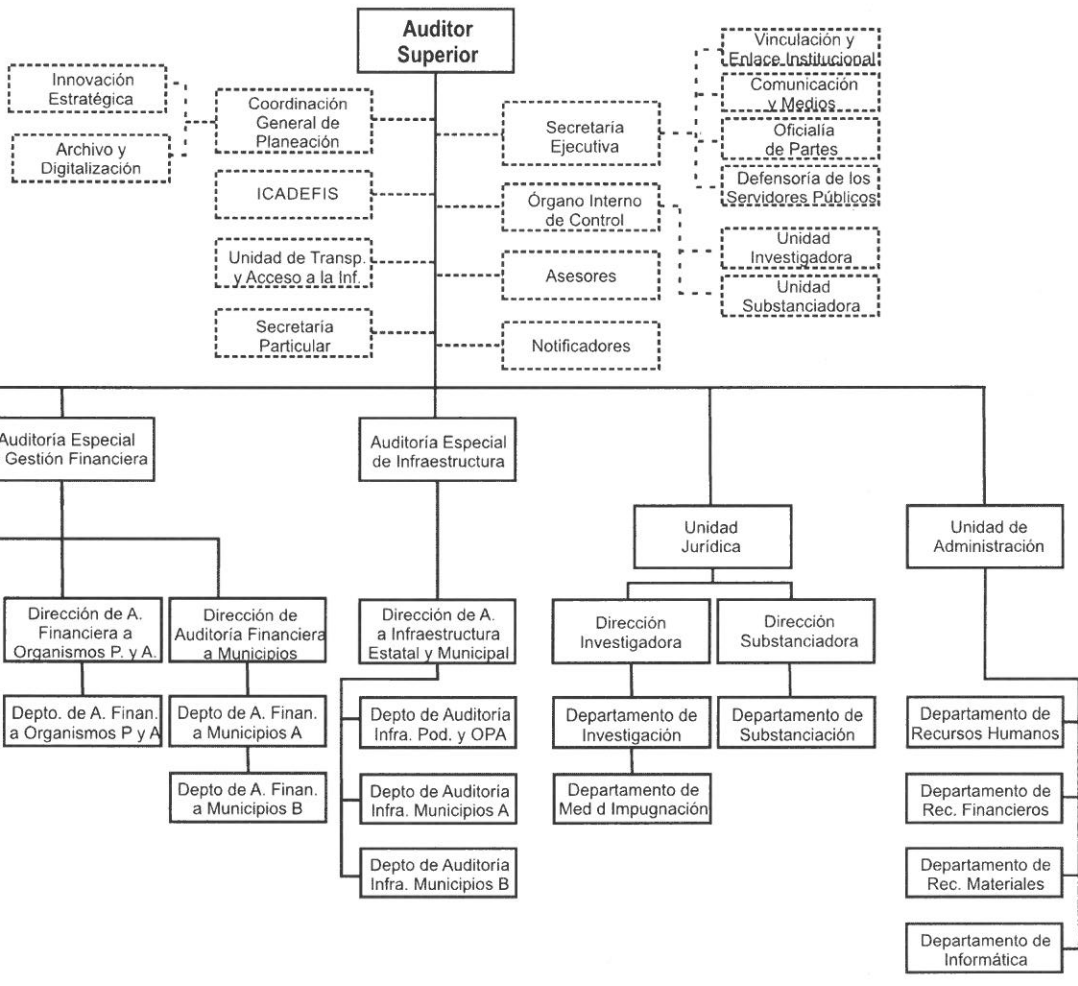 Auditor
Superior
Innovación
Estratégica
Archivo y
Digitalización
Coordinación
General de
Planeación
ICADEFIS
Unidad de Transp.
y Acceso a la Inf.
Secretaría
Particular
Secretaría
Ejecutiva
Órgano Interno
de Control
Asesores
Notificadores
Vinculación y
Enlace Institucional
Comunicación
y Medios
Oficialía
de Partes
Defensoría de los
Servidores Públicos
Unidad
Investigadora
Unidad
Substanciadora
Auditoría Especial
Gestión Financiera
Auditoría Especial
de Infraestructura
Unidad
Jurídica
Unidad de
Administración
Dirección de A.
Financiera a
Organismos P. y A.
Dirección de
Auditoría Financiera
a Municipios
Dirección de A.
a Infraestructura
Estatal y Municipal
Dirección
Investigadora
Dirección
Substanciadora
Depto. de A. Finan.
a Organismos P y A
Depto de A. Finan.
a Municipios A
Depto de A. Finan.
a Municipios B
Depto de Auditoría
Infra. Pod. y OPA
Depto de Auditoría
Infra. Municipios A
Depto de Auditoria
Infra. Municipios B
Departamento de
Investigación
Departamento de
Med d Impugnación
Departamento de
Substanciación
Departamento de
Recursos Humanos
Departamento de
Rec. Financieros
Departamento de
Rec. Materiales
Departamento de
Informática